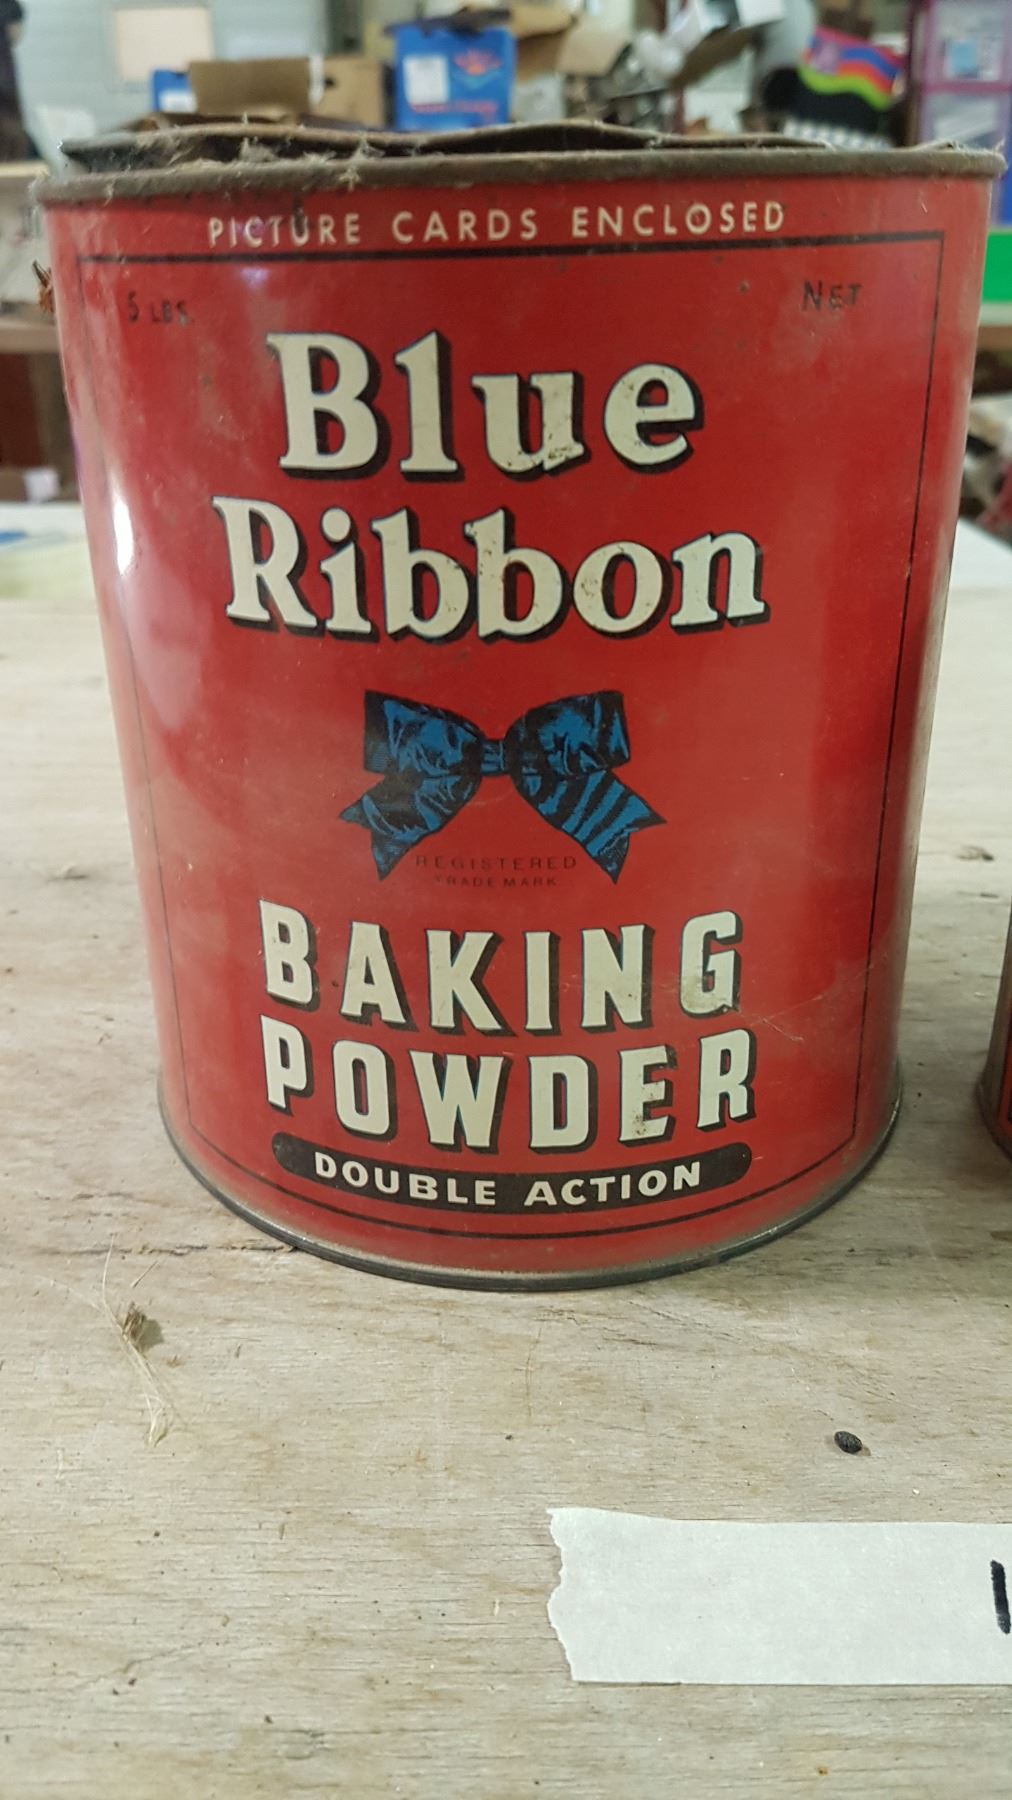 PICTURE CARDS ENCLOSED
5 LBS. NET
Blue
Ribbon
REGISTERED
TRADE MARK
BAKING
POWDER
DOUBLE ACTION